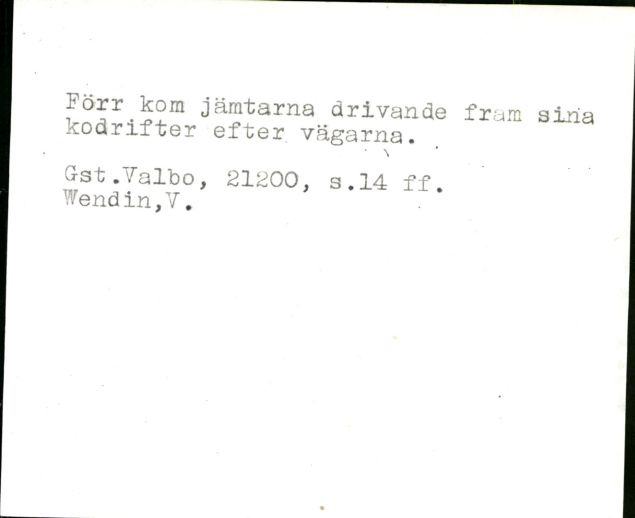 Förr kom jämtarna drivande fram sina
kodrifter efter vägarna.
Gst.Valbo, 21200, s.14 ff.
Wendin,V.